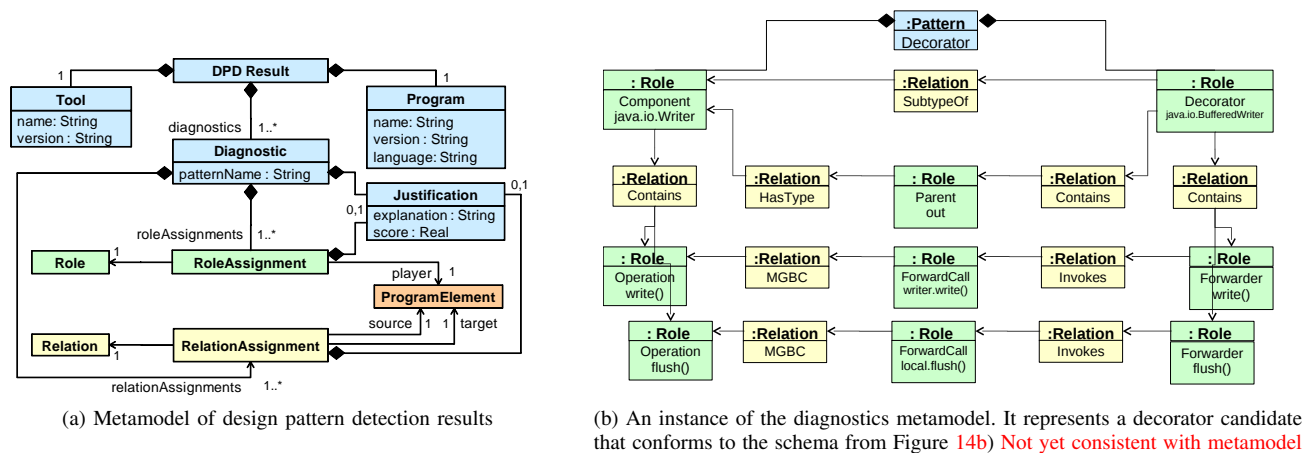 DPD Result
1
1
Tool
name: String
version : String
Program
name: String
version : String
language: String
diagnostics
1..*
Diagnostic
patternName : String
0,1
Justification
explanation : String
score : Real
0,1
roleAssignments
1..*
Role
1
RoleAssignment
player
1
ProgramElement
source
1
1
target
Relation
1
RelationAssignment
relationAssignments
1..*
(a) Metamodel of design pattern detection results
:Pattern
Decorator
: Role
Component
java.io.Writer
:Relation
SubtypeOf
: Role
Decorator
java.io.BufferedWriter
:Relation
Contains
:Relation
HasType
: Role
Parent
out
:Relation
Contains
:Relation
Contains
: Role
Operation
write()
:Relation
MGBC
: Role
ForwardCall
writer.write()
:Relation
Invokes
: Role
Forwarder
write()
: Role
Operation
flush()
:Relation
MGBC
: Role
ForwardCall
local.flush()
:Relation
Invokes
: Role
Forwarder
flush()
(b) An instance of the diagnostics metamodel. It represents a decorator candidate
that conforms to the schema from Figure 14b) Not yet consistent with metamodel